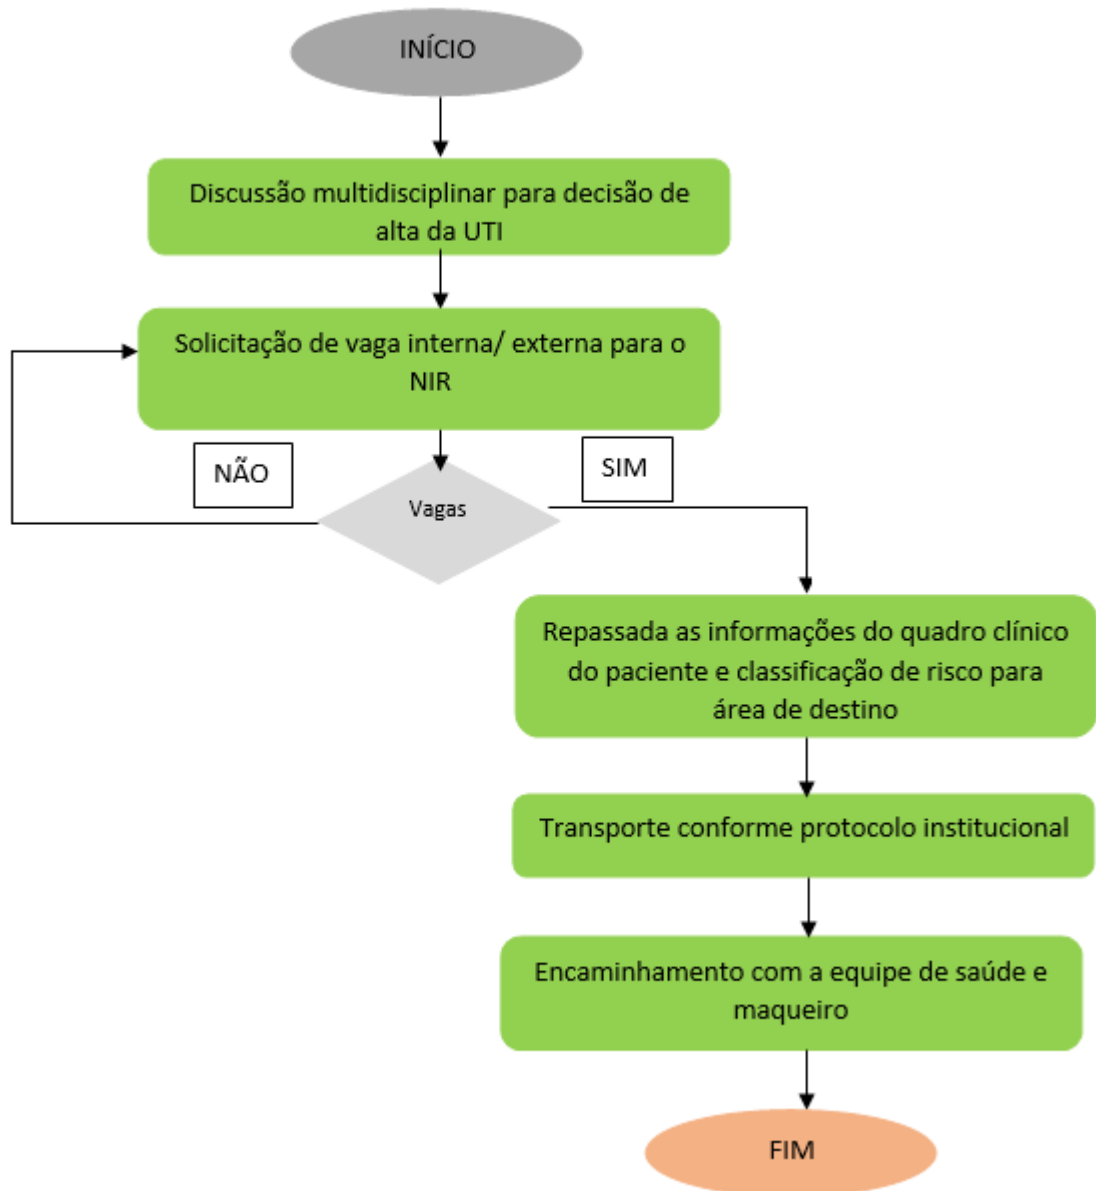 INÍCIO
Discussão multidisciplinar para decisão de
alta da UTI
Solicitação de vaga interna/ externa para o
NIR
NÃO
SIM
Vagas
Repassada as informações do quadro clínico
do paciente e classificação de risco para
área de destino
Transporte conforme protocolo institucional
Encaminhamento com a equipe de saúde e
maqueiro
FIM